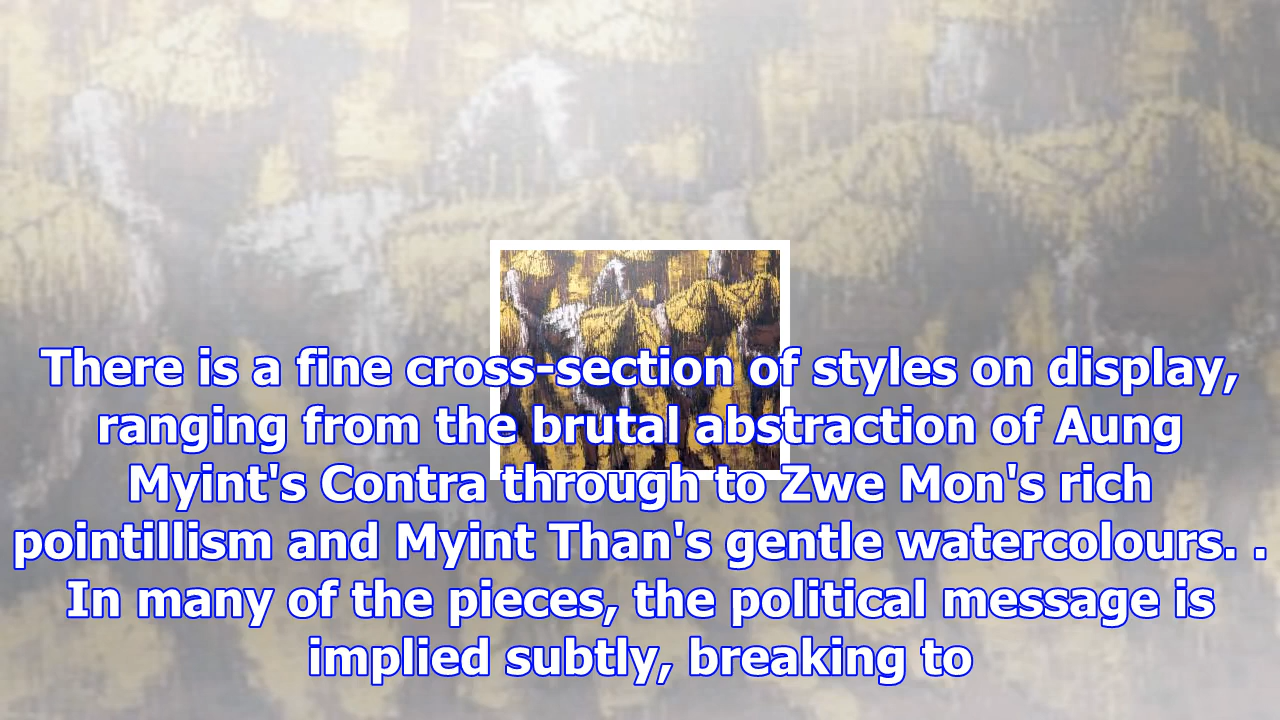 There is a fine cross-section of styles on display,
ranging from the brutal abstraction of Aung
Myint's Contra through to Zwe Mon's rich
pointillism and Myint Than's gentle watercolours. .
In many of the pieces, the political message is
implied subtly, breaking to